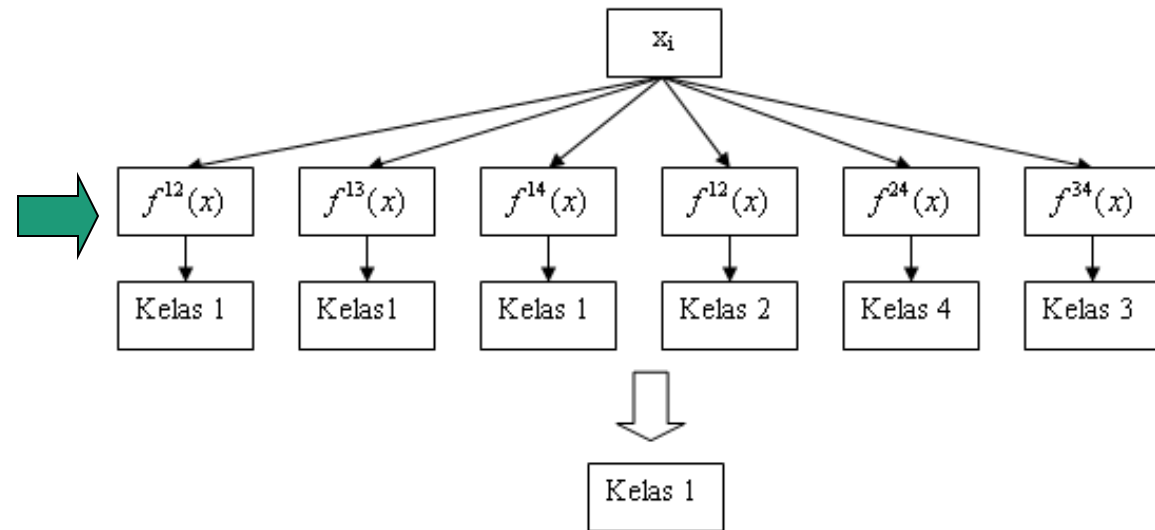 xᵢ
f¹²(x) f¹³(x) f¹⁴(x) f¹²(x) f²⁴(x) f³⁴(x)
Kelas 1 Kelas1 Kelas 1 Kelas 2 Kelas 4 Kelas 3
Kelas 1